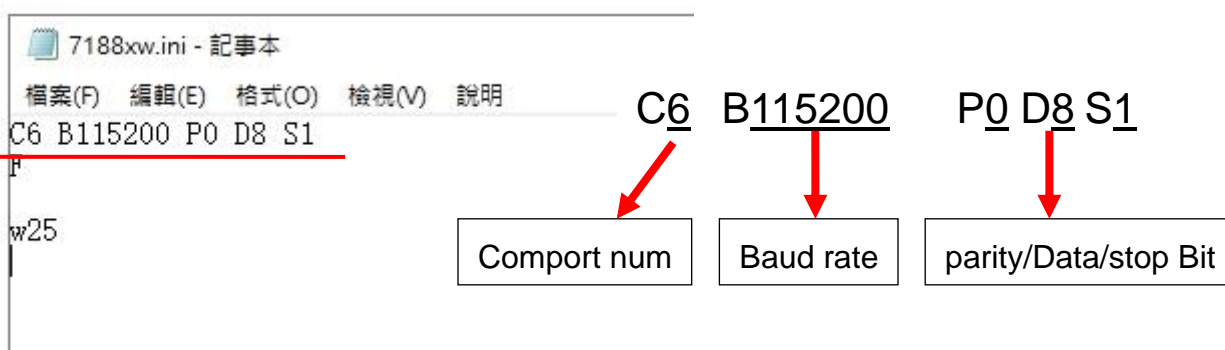 7188xw.ini - 記事本
檔案(F) 編輯(E) 格式(O) 檢視(V) 說明
C6 B115200 P0 D8 S1
F
w25
C6 B115200 P0 D8 S1
Comport num
Baud rate
parity/Data/stop Bit